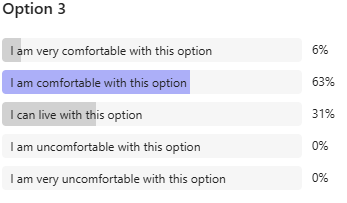 Option 3
I am very comfortable with this option 6%
I am comfortable with this option 63%
I can live with this option 31%
I am uncomfortable with this option 0%
I am very uncomfortable with this option 0%